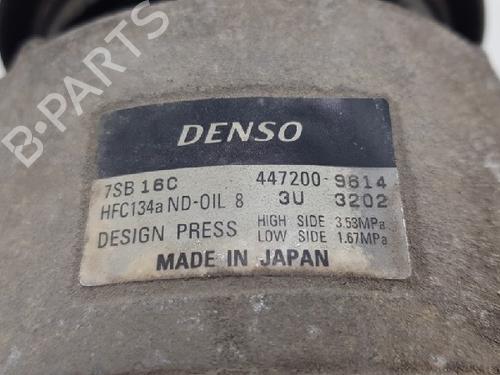 DENSO
7SB 16C 447200-9614
HFC134a ND-OIL 8 3U 3202
DESIGN PRESS HIGH SIDE 3.53MPa
LOW SIDE 1.67MPa
MADE IN JAPAN
B-PARTS